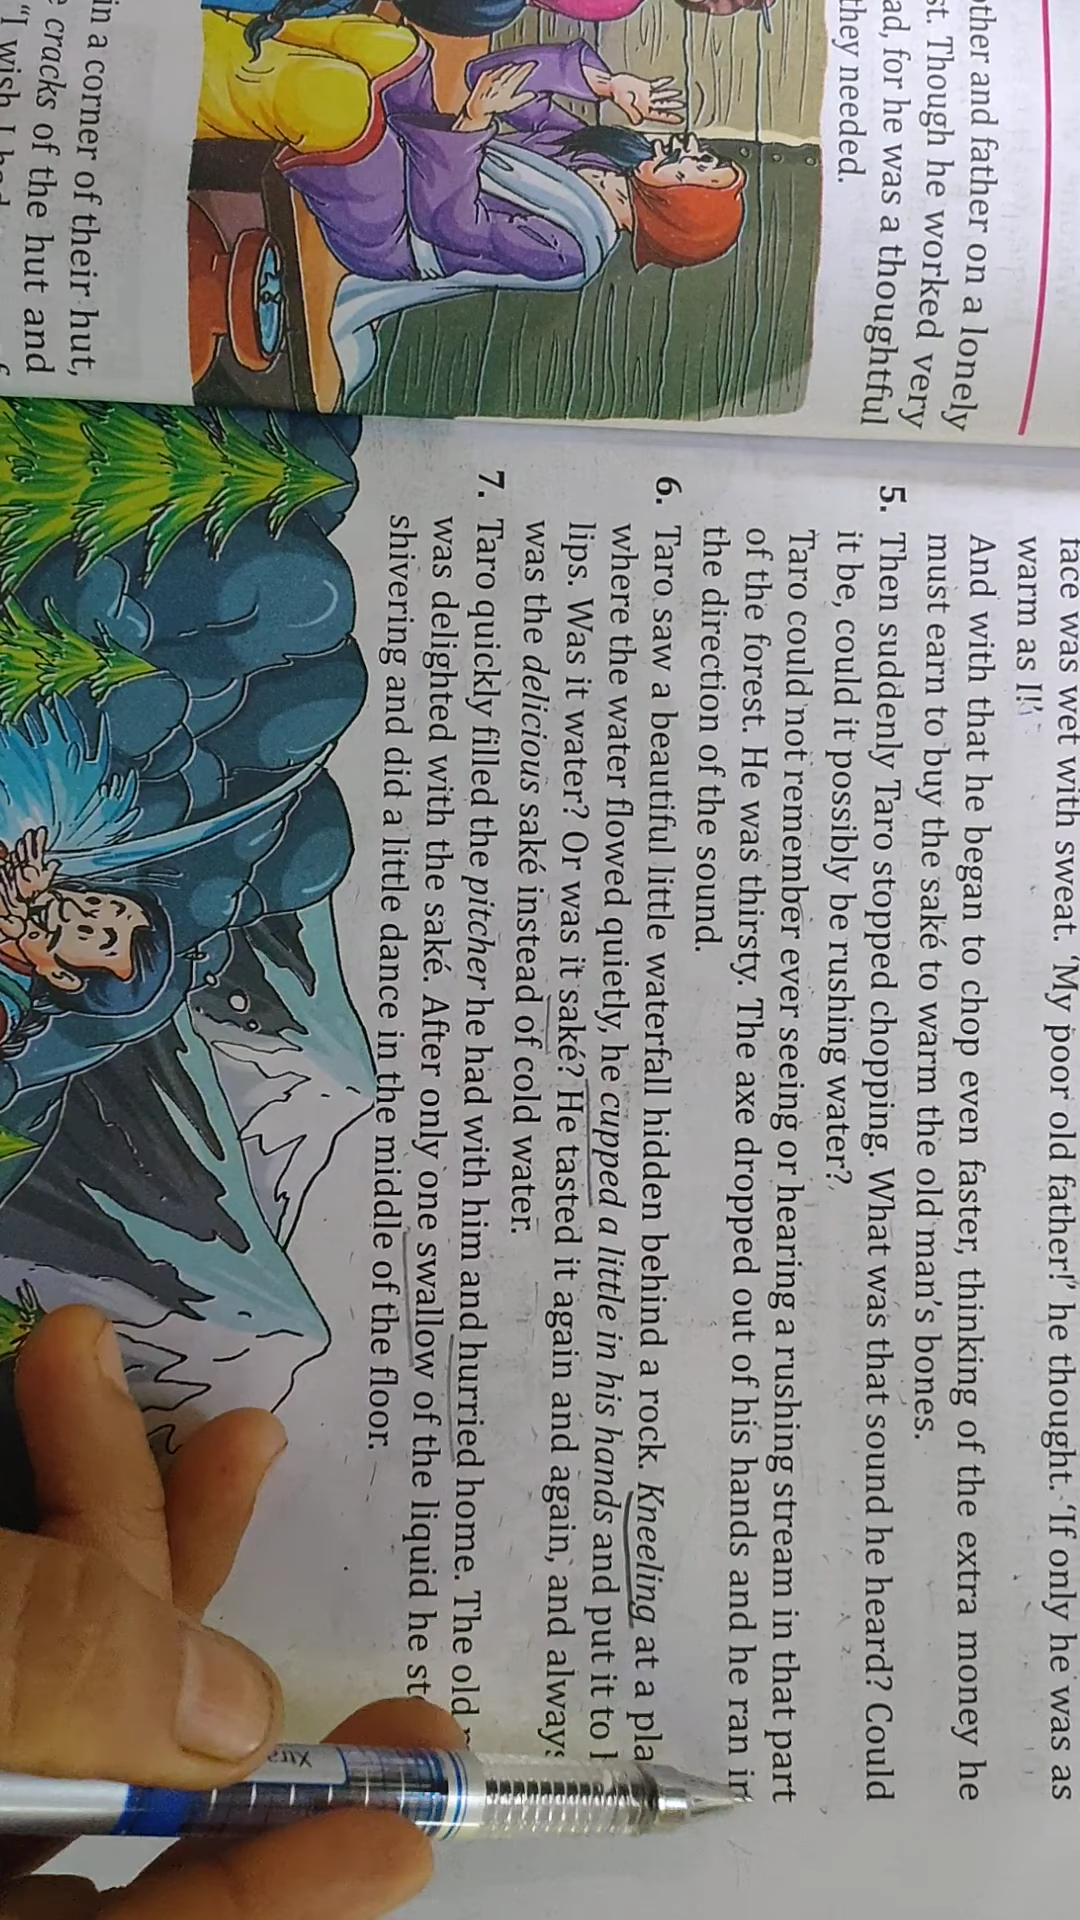 other and father on a lonely
st. Though he worked very
ad, for he was a thoughtful
they needed.
in a corner of their hut,
cracks of the hut and
"I wish I had
face was wet with sweat. 'My poor old father!' he thought. 'If only he was as
warm as I!'
And with that he began to chop even faster, thinking of the extra money he
must earn to buy the saké to warm the old man's bones.
5. Then suddenly Taro stopped chopping. What was that sound he heard? Could
it be, could it possibly be rushing water?
Taro could not remember ever seeing or hearing a rushing stream in that part
of the forest. He was thirsty. The axe dropped out of his hands and he ran in
the direction of the sound.
6. Taro saw a beautiful little waterfall hidden behind a rock. Kneeling at a pla
where the water flowed quietly, he cupped a little in his hands and put it to h
lips. Was it water? Or was it saké? He tasted it again and again, and always
was the delicious saké instead of cold water.
7. Taro quickly filled the pitcher he had with him and hurried home. The old
was delighted with the saké. After only one swallow of the liquid he st
shivering and did a little dance in the middle of the floor.